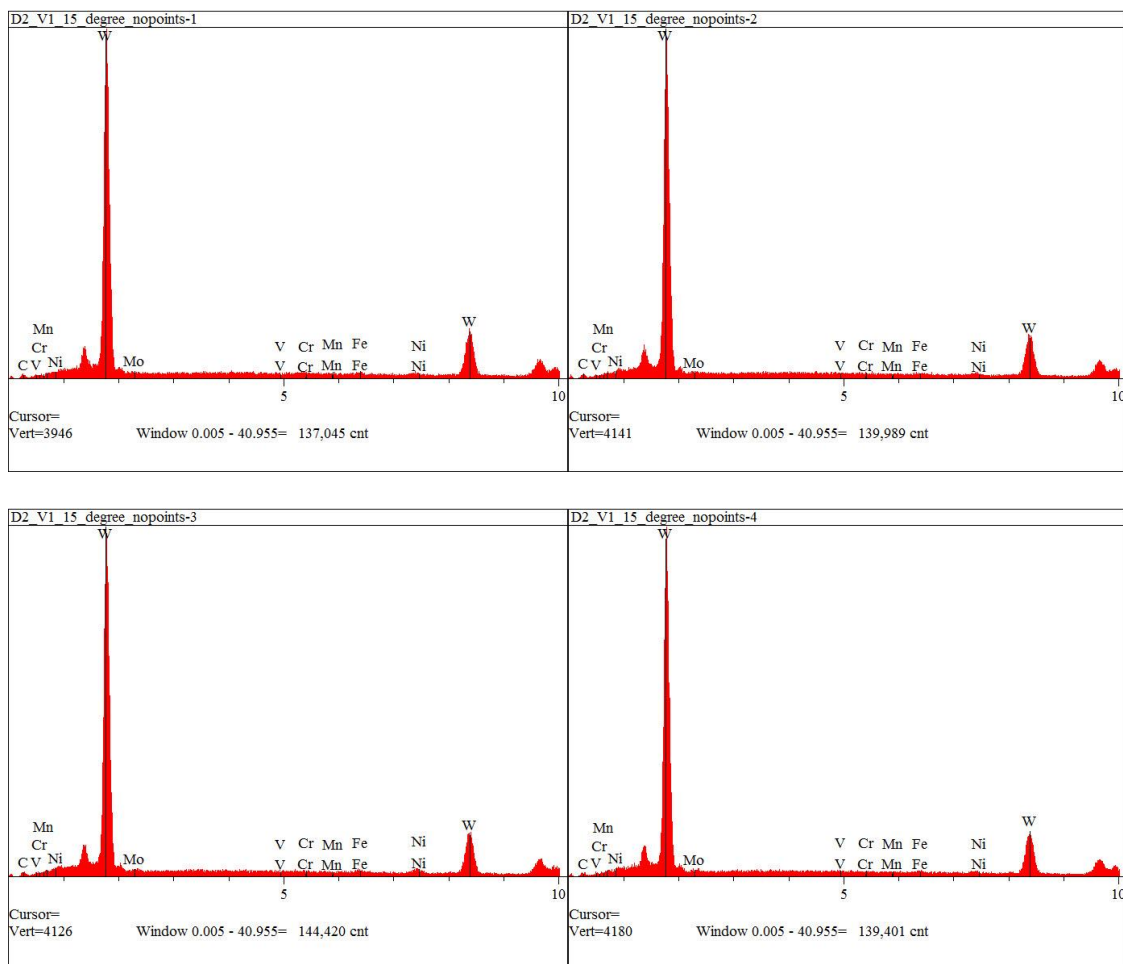 D2_V1_15_degree_nopoints-1
W
W
Mn
Cr
V Cr Mn Fe Ni
C V Ni Mo
V Cr Mn Fe Ni
5 10
Cursor=
Vert=3946 Window 0.005 - 40.955= 137,045 cnt
D2_V1_15_degree_nopoints-2
W
W
Mn
Cr
V Cr Mn Fe Ni
C V Ni Mo
V Cr Mn Fe Ni
5 10
Cursor=
Vert=4141 Window 0.005 - 40.955= 139,989 cnt
D2_V1_15_degree_nopoints-3
W
W
Mn
Cr
V Cr Mn Fe Ni
C V Ni Mo
V Cr Mn Fe Ni
5 10
Cursor=
Vert=4126 Window 0.005 - 40.955= 144,420 cnt
D2_V1_15_degree_nopoints-4
W
W
Mn
Cr
V Cr Mn Fe Ni
C V Ni Mo
V Cr Mn Fe Ni
5 10
Cursor=
Vert=4180 Window 0.005 - 40.955= 139,401 cnt